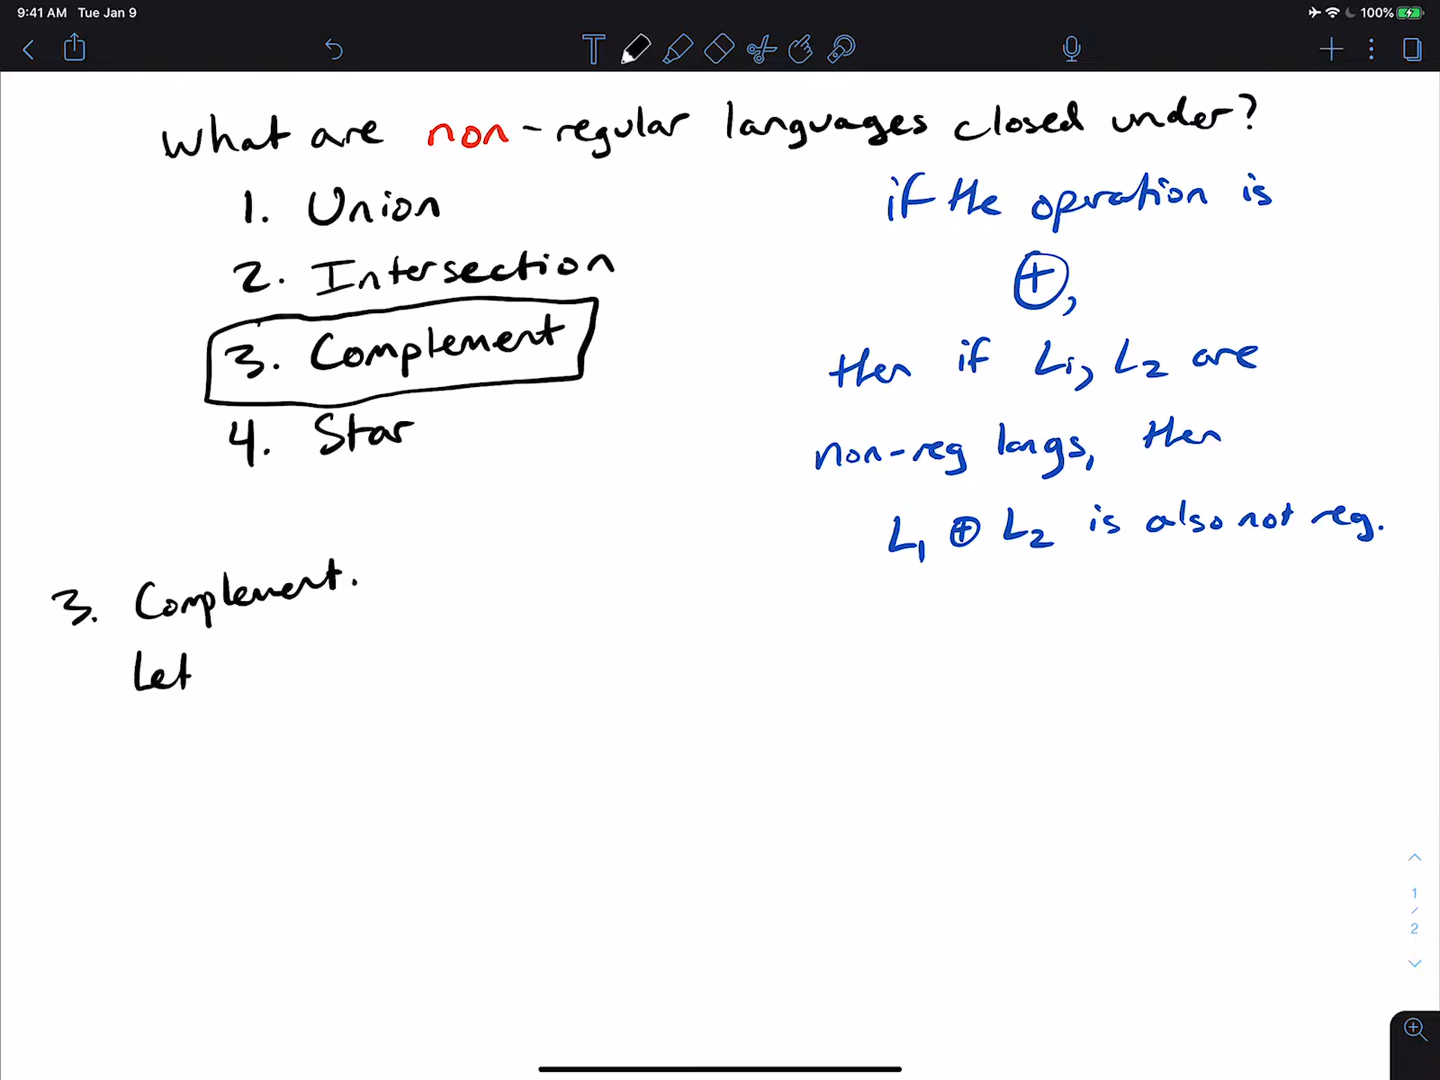 9:41 AM Tue Jan 9
100%
What are non-regular languages closed under?
1. Union
2. Intersection
3. Complement
4. Star
if the operation is
⊕,
then if L1, L2 are
non-reg langs, then
L1 ⊕ L2 is also not reg.
3. Complement.
Let
1
/
2